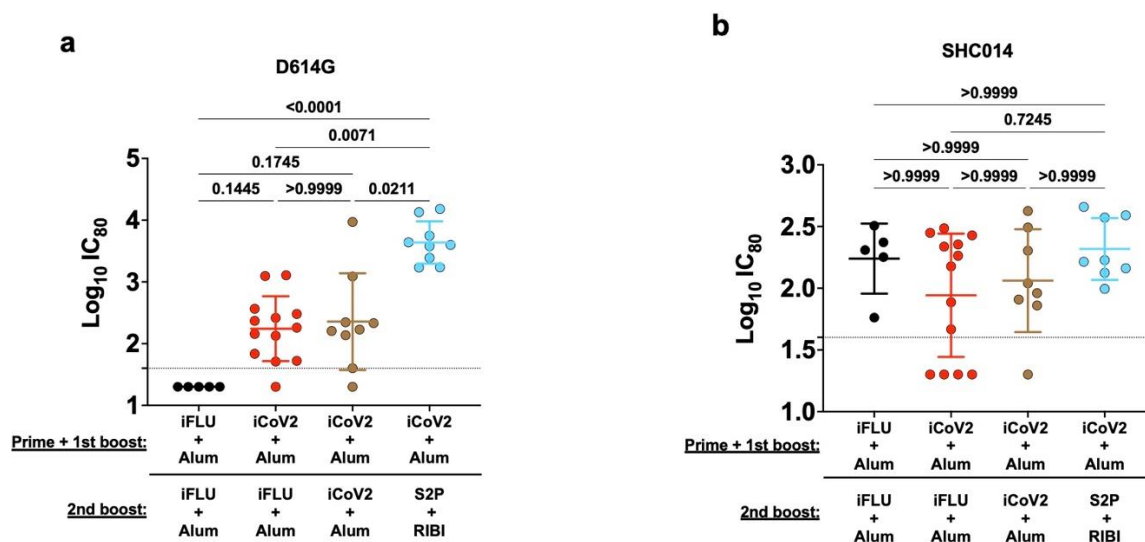 a
D614G
<0.0001
0.0071
0.1745
0.1445 >0.9999 0.0211
Log10 IC80
5
4
3
2
1
iFLU iCoV2 iCoV2 iCoV2
Prime + 1st boost: + + + +
Alum Alum Alum Alum
iFLU iFLU iCoV2 S2P
2nd boost: + + + +
Alum Alum Alum RIBI
b
SHC014
>0.9999
0.7245
>0.9999
>0.9999 >0.9999 >0.9999
Log10 IC80
3.0
2.5
2.0
1.5
1.0
iFLU iCoV2 iCoV2 iCoV2
Prime + 1st boost: + + + +
Alum Alum Alum Alum
iFLU iFLU iCoV2 S2P
2nd boost: + + + +
Alum Alum Alum RIBI